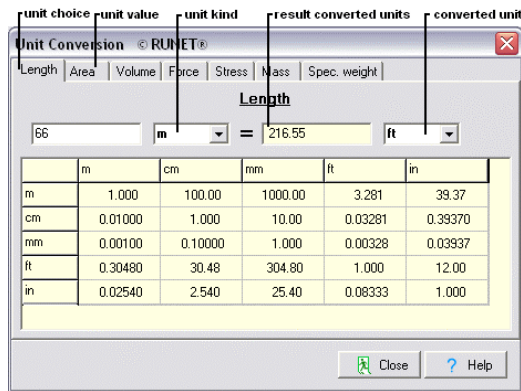 unit choice unit value unit kind result converted units converted unit
Unit Conversion © RUNET®
Length Area Volume Force Stress Mass Spec. weight
Length
66 m = 216.55 ft
m cm mm ft in
m 1.000 100.00 1000.00 3.281 39.37
cm 0.01000 1.000 10.00 0.03281 0.39370
mm 0.00100 0.10000 1.000 0.00328 0.03937
ft 0.30480 30.48 304.80 1.000 12.00
in 0.02540 2.540 25.40 0.08333 1.000
Close ? Help